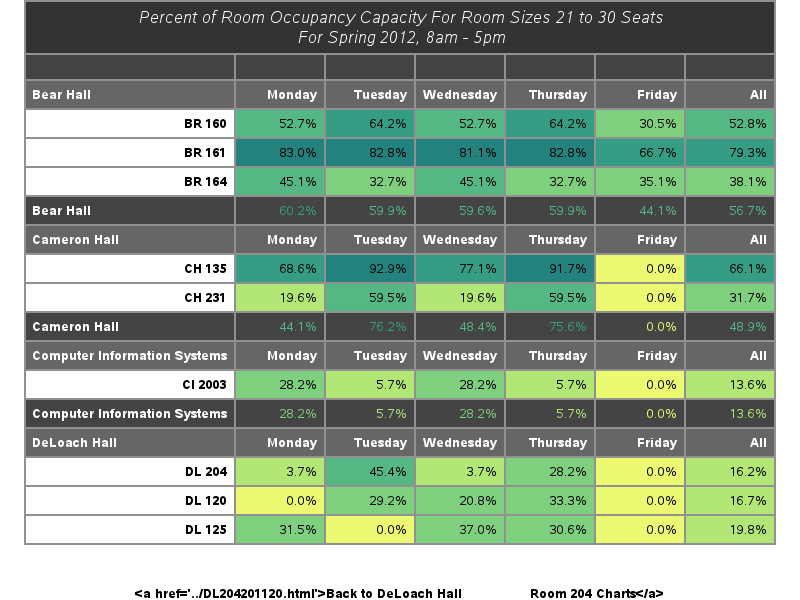 Percent of Room Occupancy Capacity For Room Sizes 21 to 30 Seats
For Spring 2012, 8am - 5pm
Bear Hall Monday Tuesday Wednesday Thursday Friday All
BR 160 52.7% 64.2% 52.7% 64.2% 30.5% 52.8%
BR 161 83.0% 82.8% 81.1% 82.8% 66.7% 79.3%
BR 164 45.1% 32.7% 45.1% 32.7% 35.1% 38.1%
Bear Hall 60.2% 59.9% 59.6% 59.9% 44.1% 56.7%
Cameron Hall Monday Tuesday Wednesday Thursday Friday All
CH 135 68.6% 92.9% 77.1% 91.7% 0.0% 66.1%
CH 231 19.6% 59.5% 19.6% 59.5% 0.0% 31.7%
Cameron Hall 44.1% 76.2% 48.4% 75.6% 0.0% 48.9%
Computer Information Systems Monday Tuesday Wednesday Thursday Friday All
CI 2003 28.2% 5.7% 28.2% 5.7% 0.0% 13.6%
Computer Information Systems 28.2% 5.7% 28.2% 5.7% 0.0% 13.6%
DeLoach Hall Monday Tuesday Wednesday Thursday Friday All
DL 204 3.7% 45.4% 3.7% 28.2% 0.0% 16.2%
DL 120 0.0% 29.2% 20.8% 33.3% 0.0% 16.7%
DL 125 31.5% 0.0% 37.0% 30.6% 0.0% 19.8%
<a href='../DL204201120.html'>Back to DeLoach Hall Room 204 Charts</a>